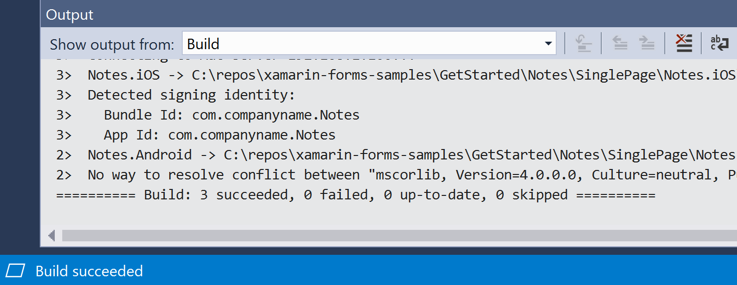 Output
Show output from: Build
3> Notes.iOS -> C:\repos\xamarin-forms-samples\GetStarted\Notes\SinglePage\Notes.iOS
3> Detected signing identity:
3> Bundle Id: com.companyname.Notes
3> App Id: com.companyname.Notes
2> Notes.Android -> C:\repos\xamarin-forms-samples\GetStarted\Notes\SinglePage\Notes
2> No way to resolve conflict between "mscorlib, Version=4.0.0.0, Culture=neutral,
========== Build: 3 succeeded, 0 failed, 0 up-to-date, 0 skipped ==========
Build succeeded